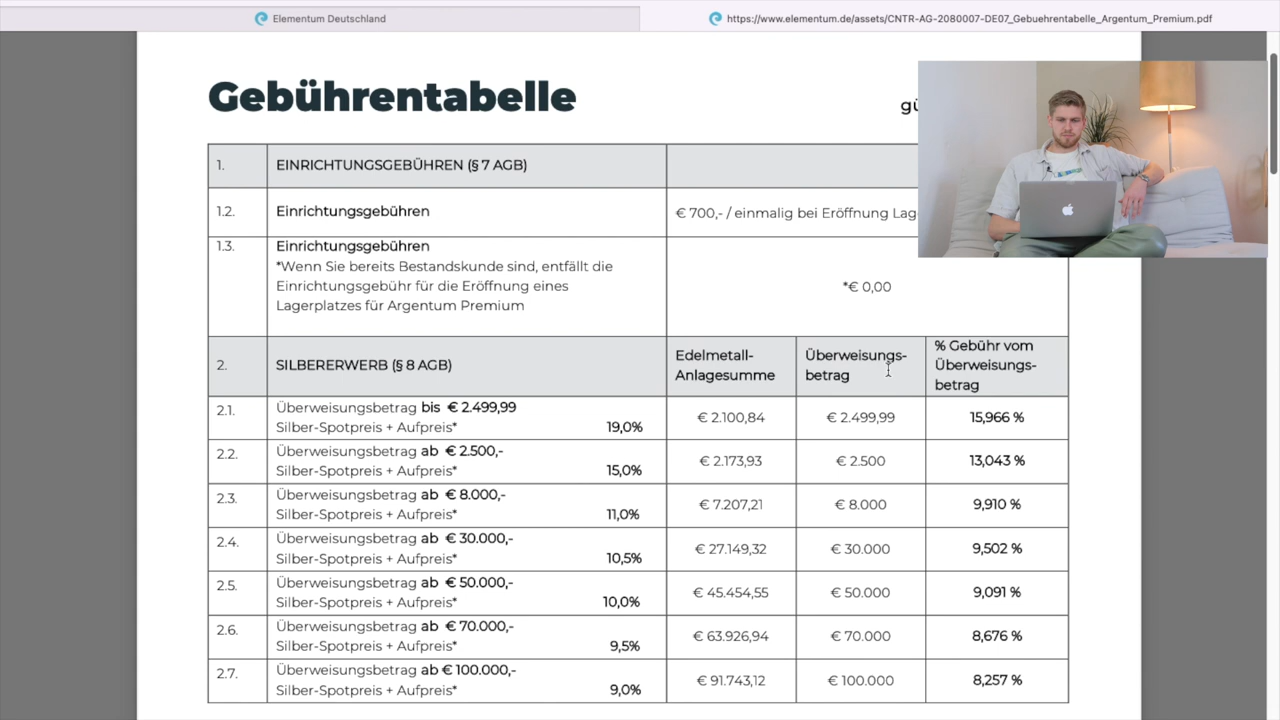 Elementum Deutschland
https://www.elementum.de/assets/CNTR-AG-2080007-DE07_Gebuehrentabelle_Argentum_Premium.pdf
Gebührentabelle
1. EINRICHTUNGSGEBÜHREN (§ 7 AGB)
1.2. Einrichtungsgebühren € 700,- / einmalig bei Eröffnung
1.3. Einrichtungsgebühren
*Wenn Sie bereits Bestandskunde sind, entfällt die
Einrichtungsgebühr für die Eröffnung eines
Lagerplatzes für Argentum Premium
*€ 0,00
2. SILBERERWERB (§ 8 AGB)
Edelmetall-
Anlagesumme
Überweisungs-
betrag
% Gebühr vom
Überweisungs-
betrag
2.1. Überweisungsbetrag bis € 2.499,99
Silber-Spotpreis + Aufpreis* 19,0%
€ 2.100,84 € 2.499,99 15,966 %
2.2. Überweisungsbetrag ab € 2.500,-
Silber-Spotpreis + Aufpreis* 15,0%
€ 2.173,93 € 2.500 13,043 %
2.3. Überweisungsbetrag ab € 8.000,-
Silber-Spotpreis + Aufpreis* 11,0%
€ 7.207,21 € 8.000 9,910 %
2.4. Überweisungsbetrag ab € 30.000,-
Silber-Spotpreis + Aufpreis* 10,5%
€ 27.149,32 € 30.000 9,502 %
2.5. Überweisungsbetrag ab € 50.000,-
Silber-Spotpreis + Aufpreis* 10,0%
€ 45.454,55 € 50.000 9,091 %
2.6. Überweisungsbetrag ab € 70.000,-
Silber-Spotpreis + Aufpreis* 9,5%
€ 63.926,94 € 70.000 8,676 %
2.7. Überweisungsbetrag ab € 100.000,-
Silber-Spotpreis + Aufpreis* 9,0%
€ 91.743,12 € 100.000 8,257 %